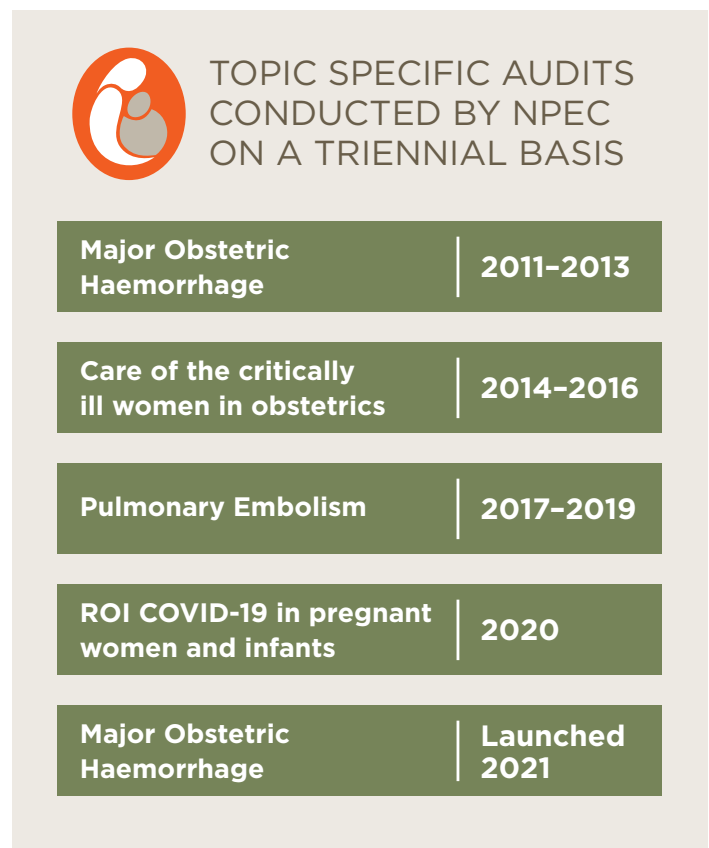 TOPIC SPECIFIC AUDITS
CONDUCTED BY NPEC
ON A TRIENNIAL BASIS
Major Obstetric
Haemorrhage
2011–2013
Care of the critically
ill women in obstetrics
2014–2016
Pulmonary Embolism
2017–2019
ROI COVID-19 in pregnant
women and infants
2020
Major Obstetric
Haemorrhage
Launched
2021